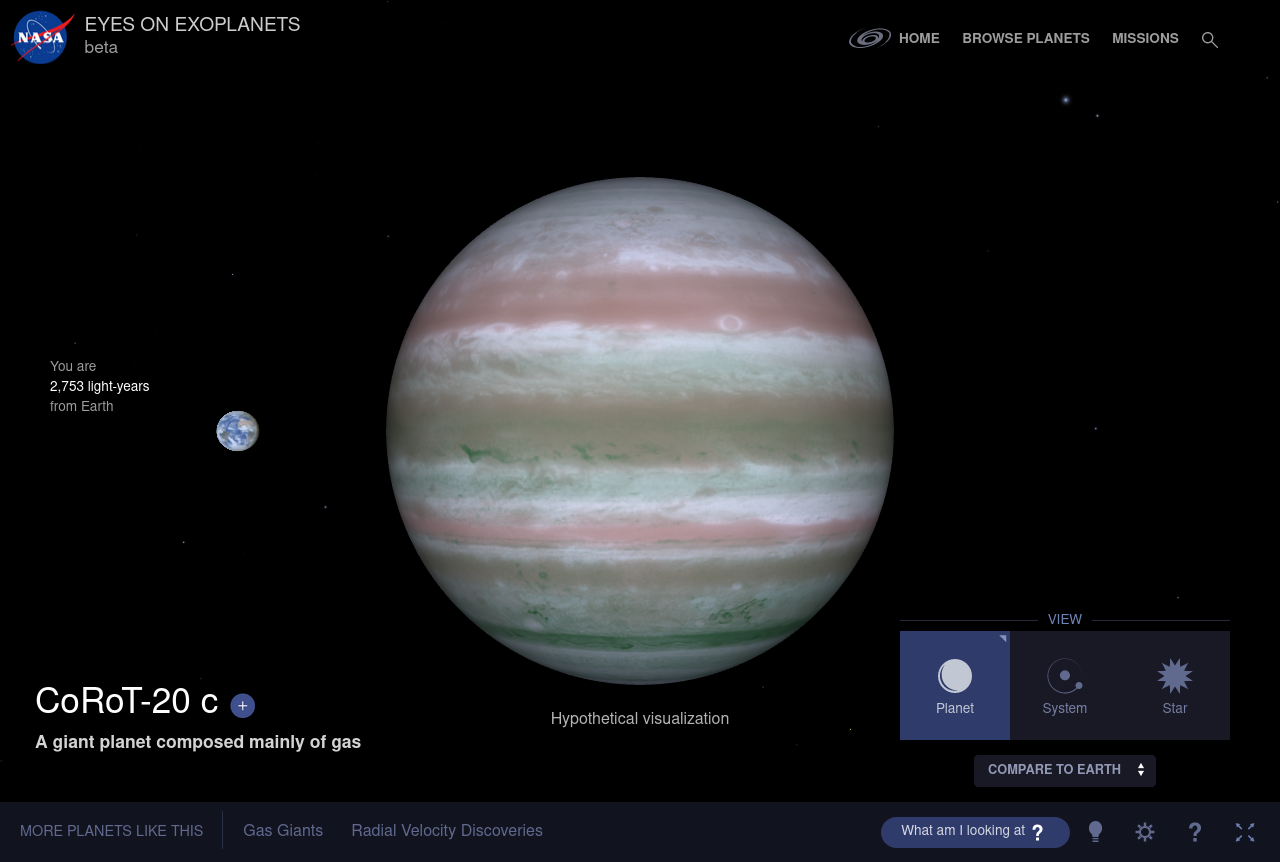 NASA
EYES ON EXOPLANETS
beta
HOME
BROWSE PLANETS
MISSIONS
You are
2,753 light-years
from Earth
VIEW
Planet
System
Star
COMPARE TO EARTH
CoRoT-20 c +
A giant planet composed mainly of gas
Hypothetical visualization
MORE PLANETS LIKE THIS
Gas Giants
Radial Velocity Discoveries
What am I looking at ?
?